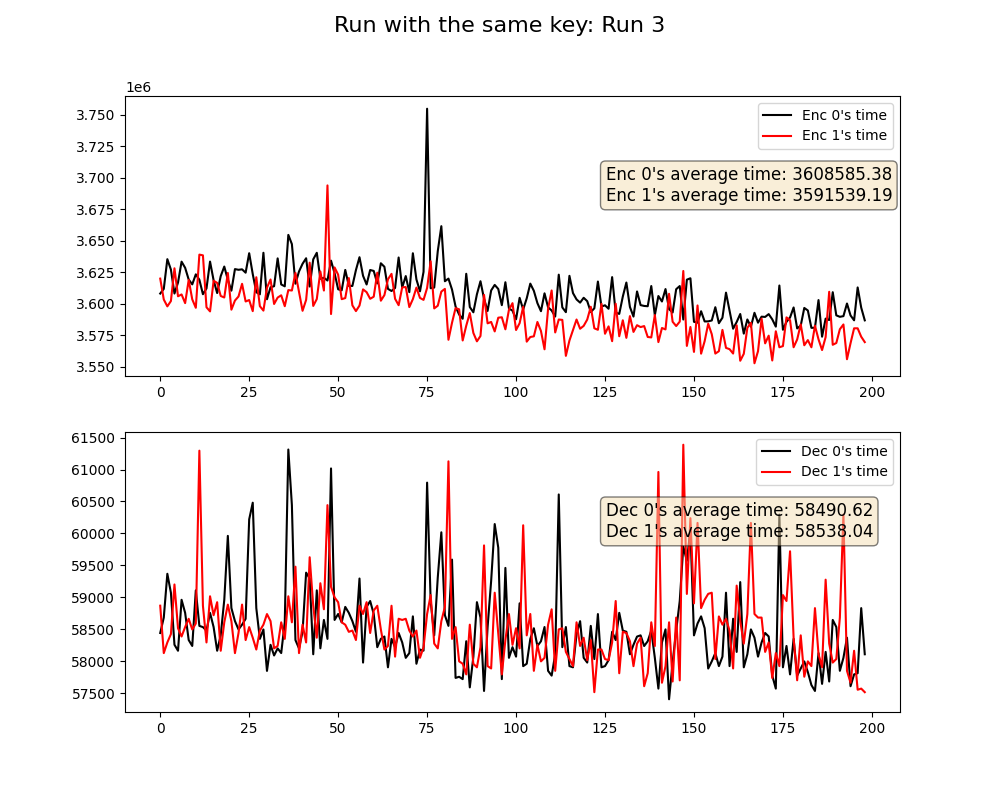 Run with the same key: Run 3
1e6
3.750
3.725
3.700
3.675
3.650
3.625
3.600
3.575
3.550
Enc 0's time
Enc 1's time
Enc 0's average time: 3608585.38
Enc 1's average time: 3591539.19
0 25 50 75 100 125 150 175 200
61500
61000
60500
60000
59500
59000
58500
58000
57500
Dec 0's time
Dec 1's time
Dec 0's average time: 58490.62
Dec 1's average time: 58538.04
0 25 50 75 100 125 150 175 200